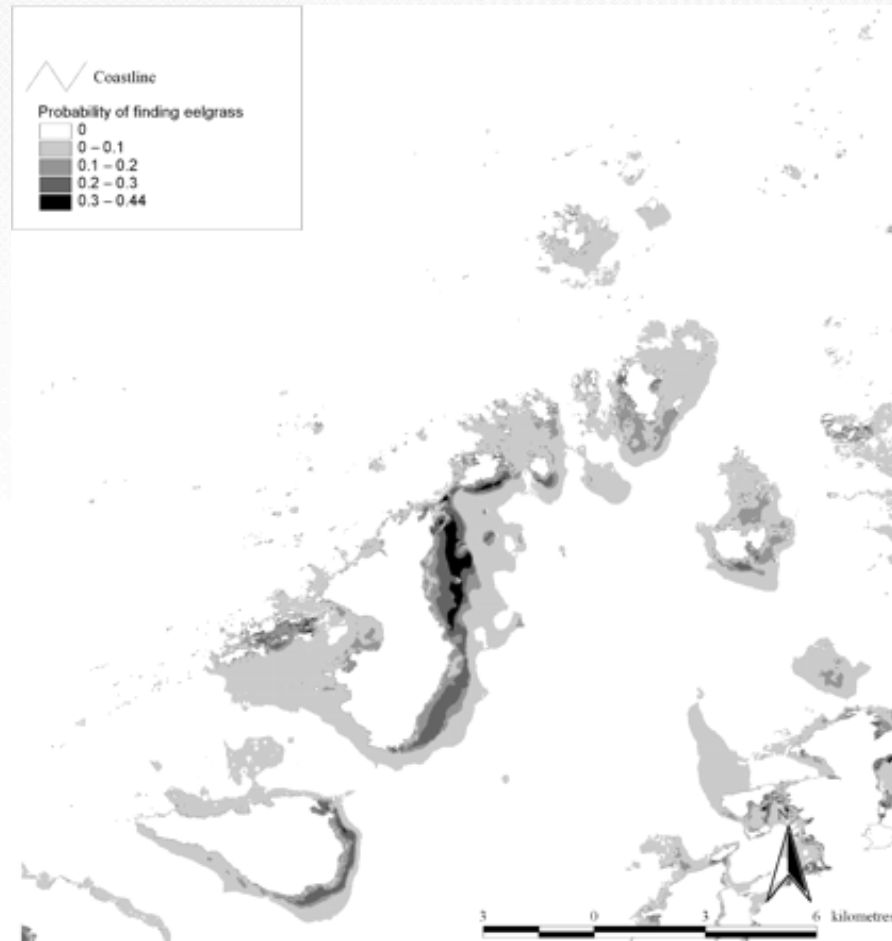 Coastline
Probability of finding eelgrass
0
0 – 0.1
0.1 – 0.2
0.2 – 0.3
0.3 – 0.44
N
3 0 3 6 kilometres